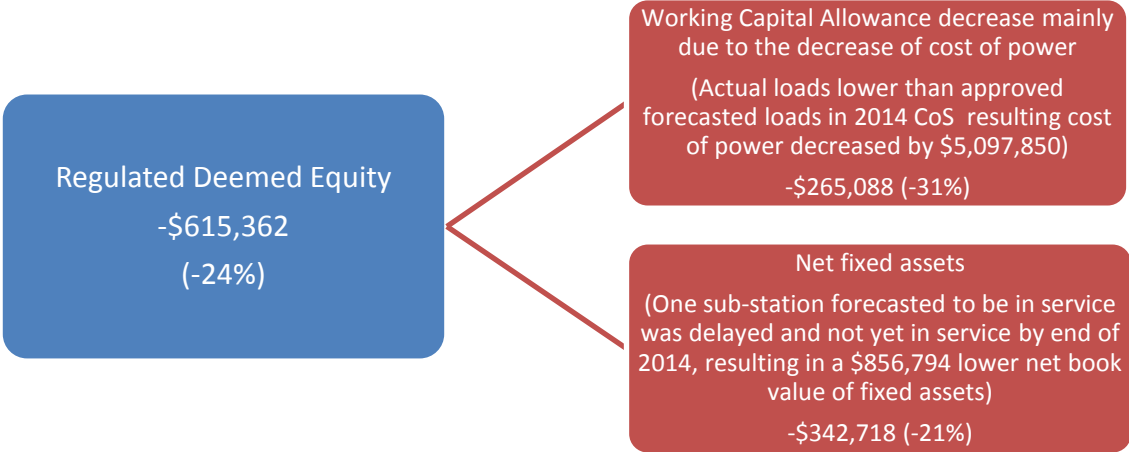 Regulated Deemed Equity
-$615,362
(-24%)
Working Capital Allowance decrease mainly
due to the decrease of cost of power
(Actual loads lower than approved
forecasted loads in 2014 CoS  resulting cost
of power decreased by $5,097,850)
-$265,088 (-31%)
Net fixed assets
(One sub-station forecasted to be in service
was delayed and not yet in service by end of
2014, resulting in a $856,794 lower net book
value of fixed assets)
-$342,718 (-21%)